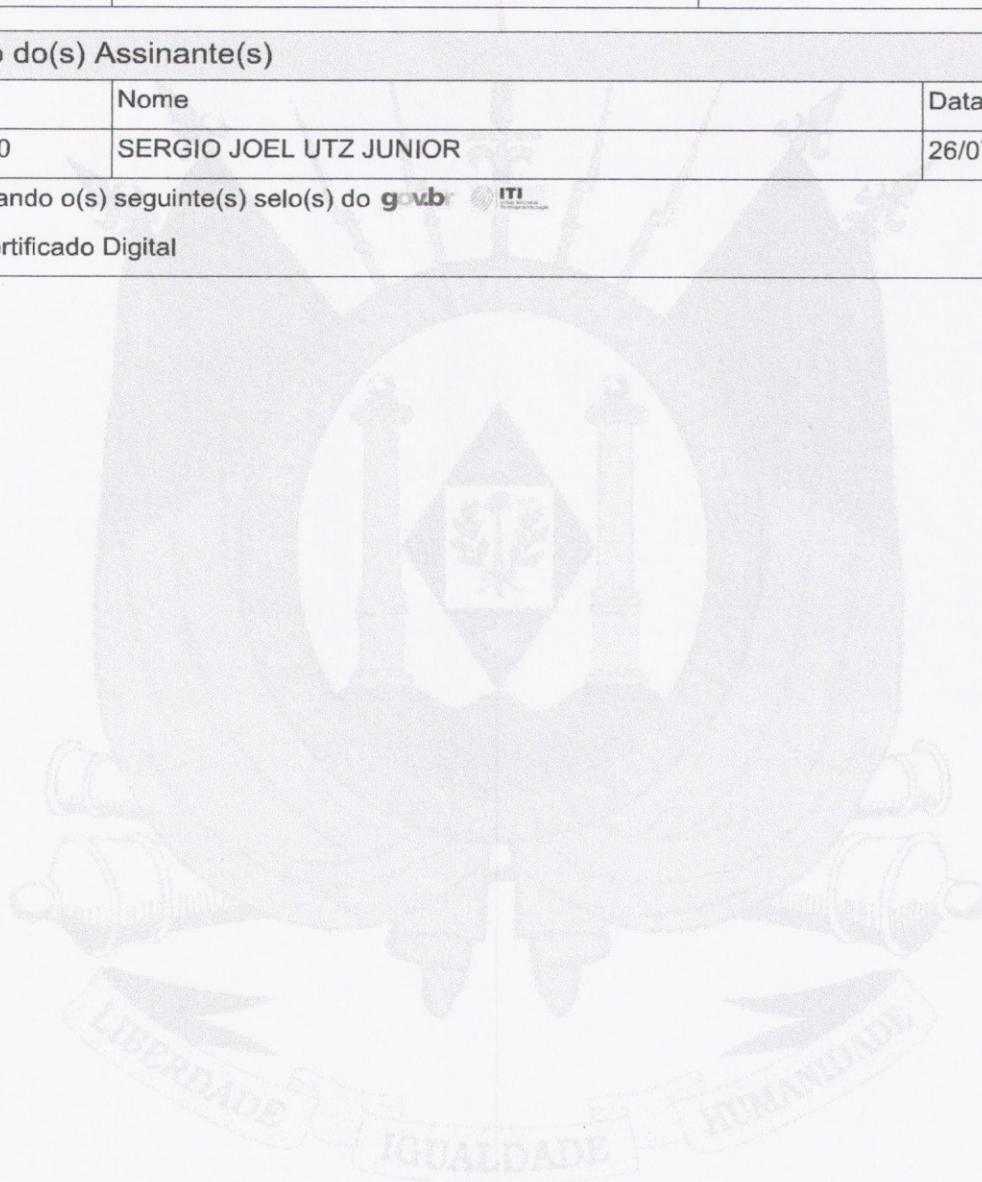 do(s) Assinante(s)
Nome Data
0 SERGIO JOEL UTZ JUNIOR 26/0
ando o(s) seguinte(s) selo(s) do gov.br ITI
ertificado Digital
LIBERDADE IGUALDADE HUMANIDADE